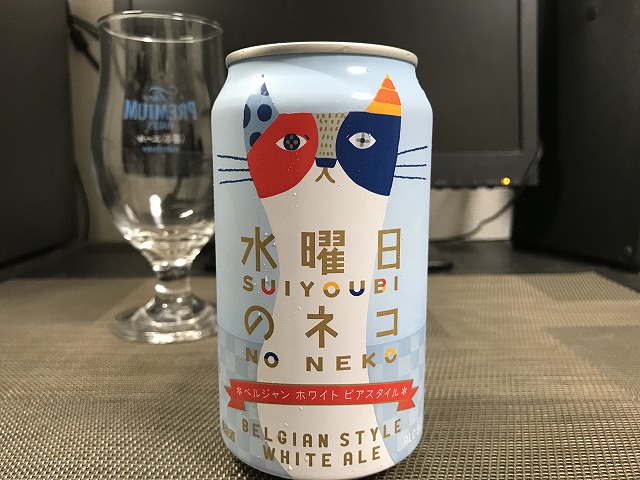 PREMIUM
水曜日
SUIYOUBI
のネコ
NO NEKO
*ベルジャン ホワイト ビアスタイル*
BELGIAN STYLE
WHITE ALE